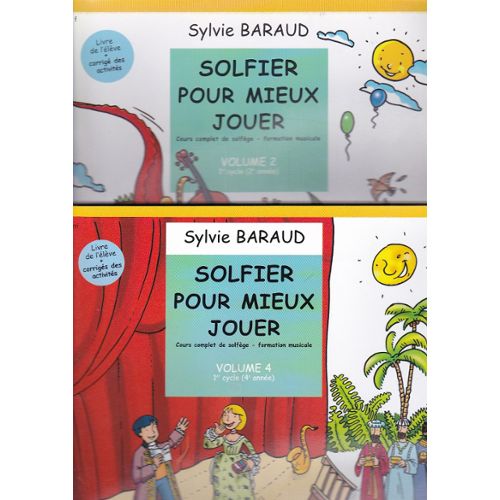 Sylvie BARAUD
Livre
de l'élève
+
corrigé des
activités
SOLFIER
POUR MIEUX
JOUER
Cours complet de solfège - formation musicale
VOLUME 2
1er cycle (2e année)
Sylvie BARAUD
Livre
de l'élève
+
corrigés des
activités
SOLFIER
POUR MIEUX
JOUER
Cours complet de solfège - formation musicale
VOLUME 4
1er cycle (4e année)